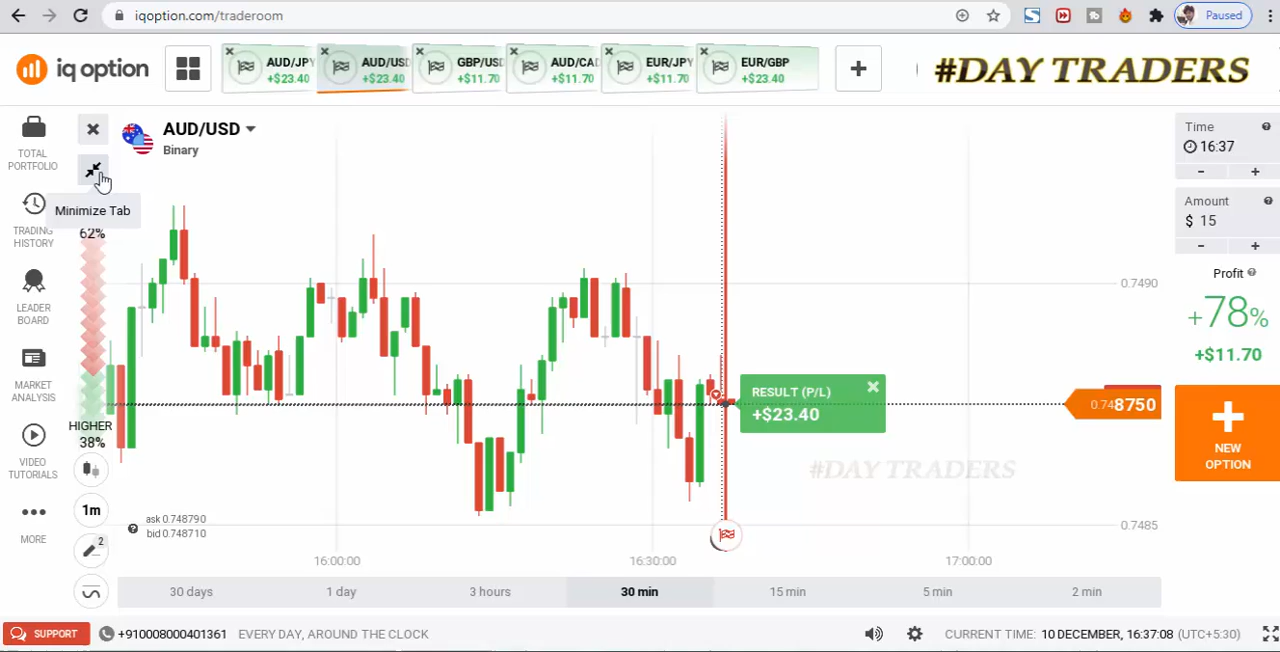 iqoption.com/traderoom
Paused
iq option
AUD/JPY
+$23.40
AUD/USD
+$23.40
GBP/USD
+$11.70
AUD/CAD
+$11.70
EUR/JPY
+$11.70
EUR/GBP
+$23.40
#DAY TRADERS
TOTAL
PORTFOLIO
TRADING
HISTORY
LEADER
BOARD
MARKET
ANALYSIS
VIDEO
TUTORIALS
MORE
Minimize Tab
62%
HIGHER
38%
1m
2
AUD/USD
Binary
ask 0.748790
bid 0.748710
RESULT (P/L)
+$23.40
#DAY TRADERS
0.7490
0.748750
0.7485
16:00:00
16:30:00
17:00:00
30 days
1 day
3 hours
30 min
15 min
5 min
2 min
Time
16:37
- +
Amount
$ 15
- +
Profit
+78%
+$11.70
NEW
OPTION
SUPPORT
+910008000401361
EVERY DAY, AROUND THE CLOCK
CURRENT TIME: 10 DECEMBER, 16:37:08 (UTC+5:30)